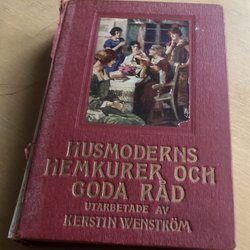 HUSMODERNS
HEMKURER OCH
GODA RÅD
UTARBETADE AV
KERSTIN WENSTRÖM